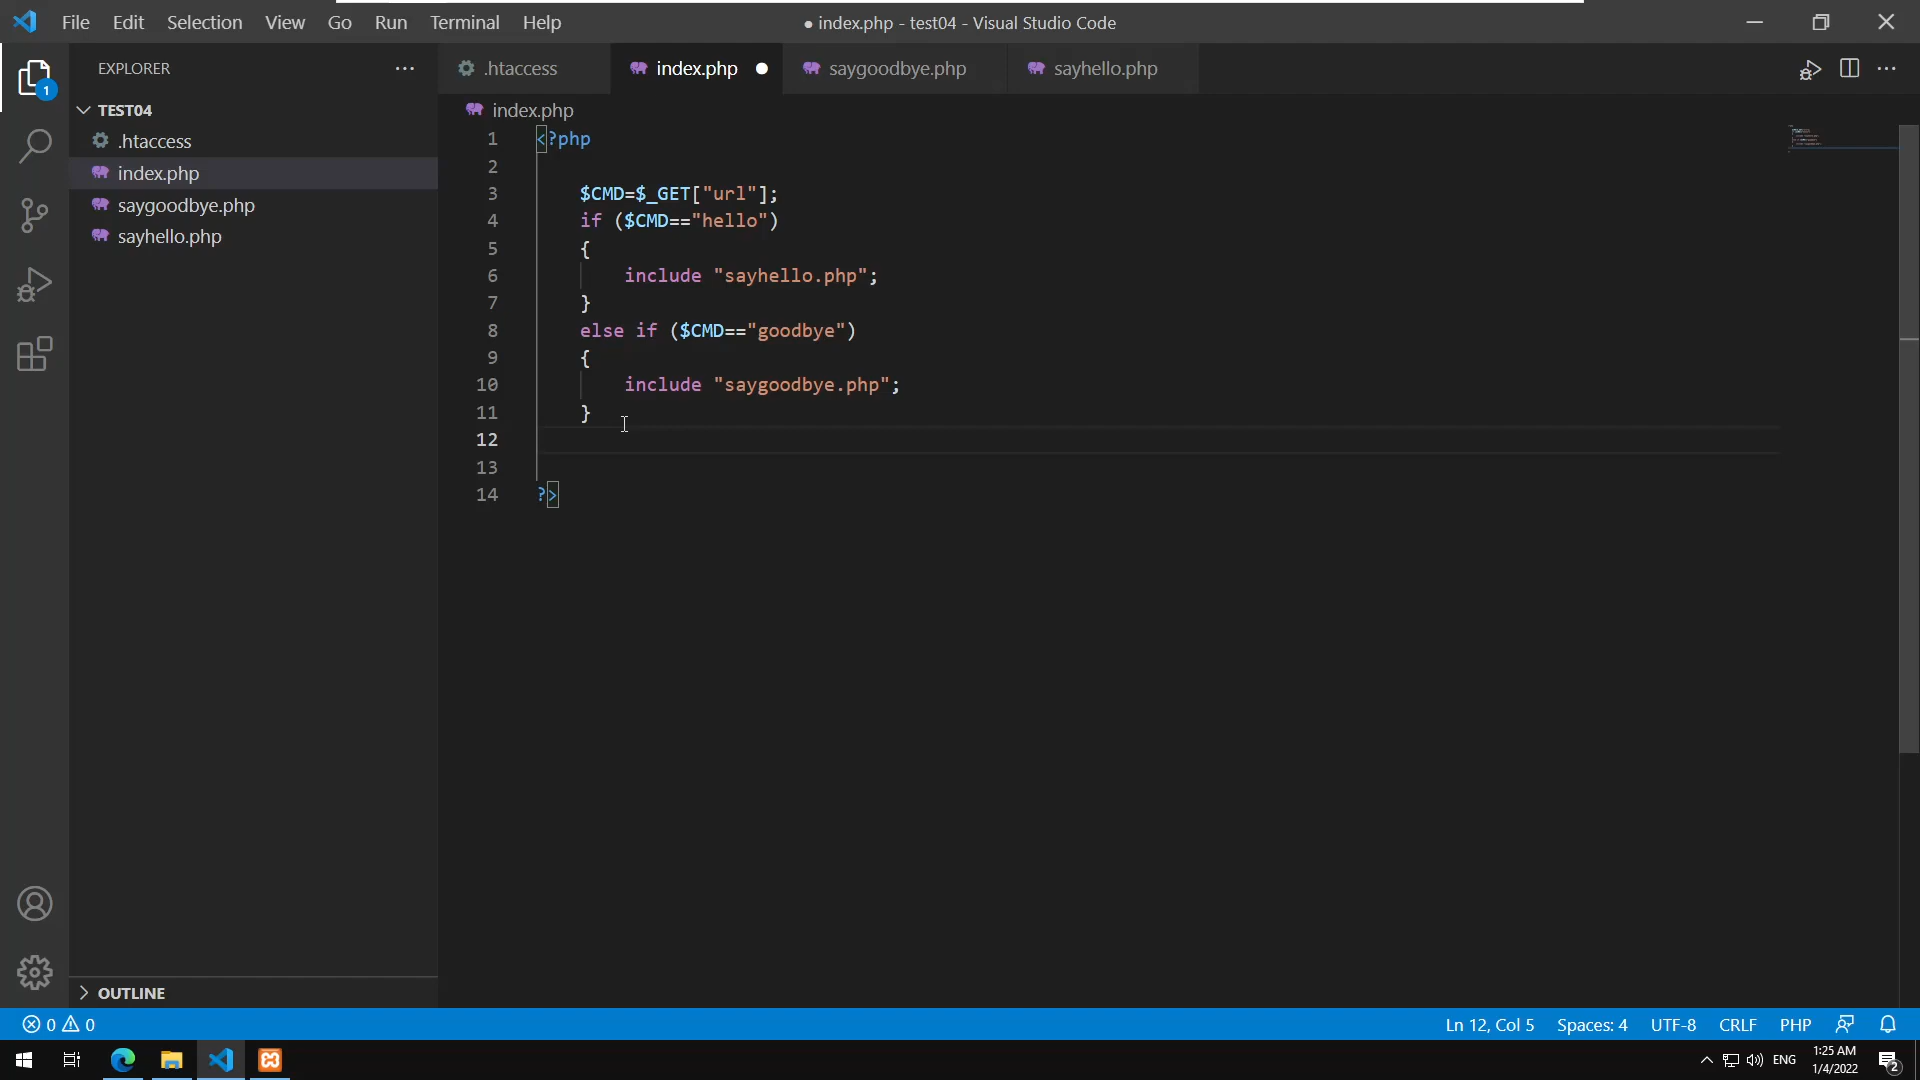 File Edit Selection View Go Run Terminal Help
● index.php - test04 - Visual Studio Code
EXPLORER
.htaccess
index.php ●
saygoodbye.php
sayhello.php
1
TEST04
.htaccess
index.php
saygoodbye.php
sayhello.php
index.php
1 <?php
2
3 $CMD=$_GET["url"];
4 if ($CMD=="hello")
5 {
6 include "sayhello.php";
7 }
8 else if ($CMD=="goodbye")
9 {
10 include "saygoodbye.php";
11 }
12
13
14 ?>
OUTLINE
0 0
Ln 12, Col 5 Spaces: 4 UTF-8 CRLF PHP
ENG
1:25 AM
1/4/2022
2